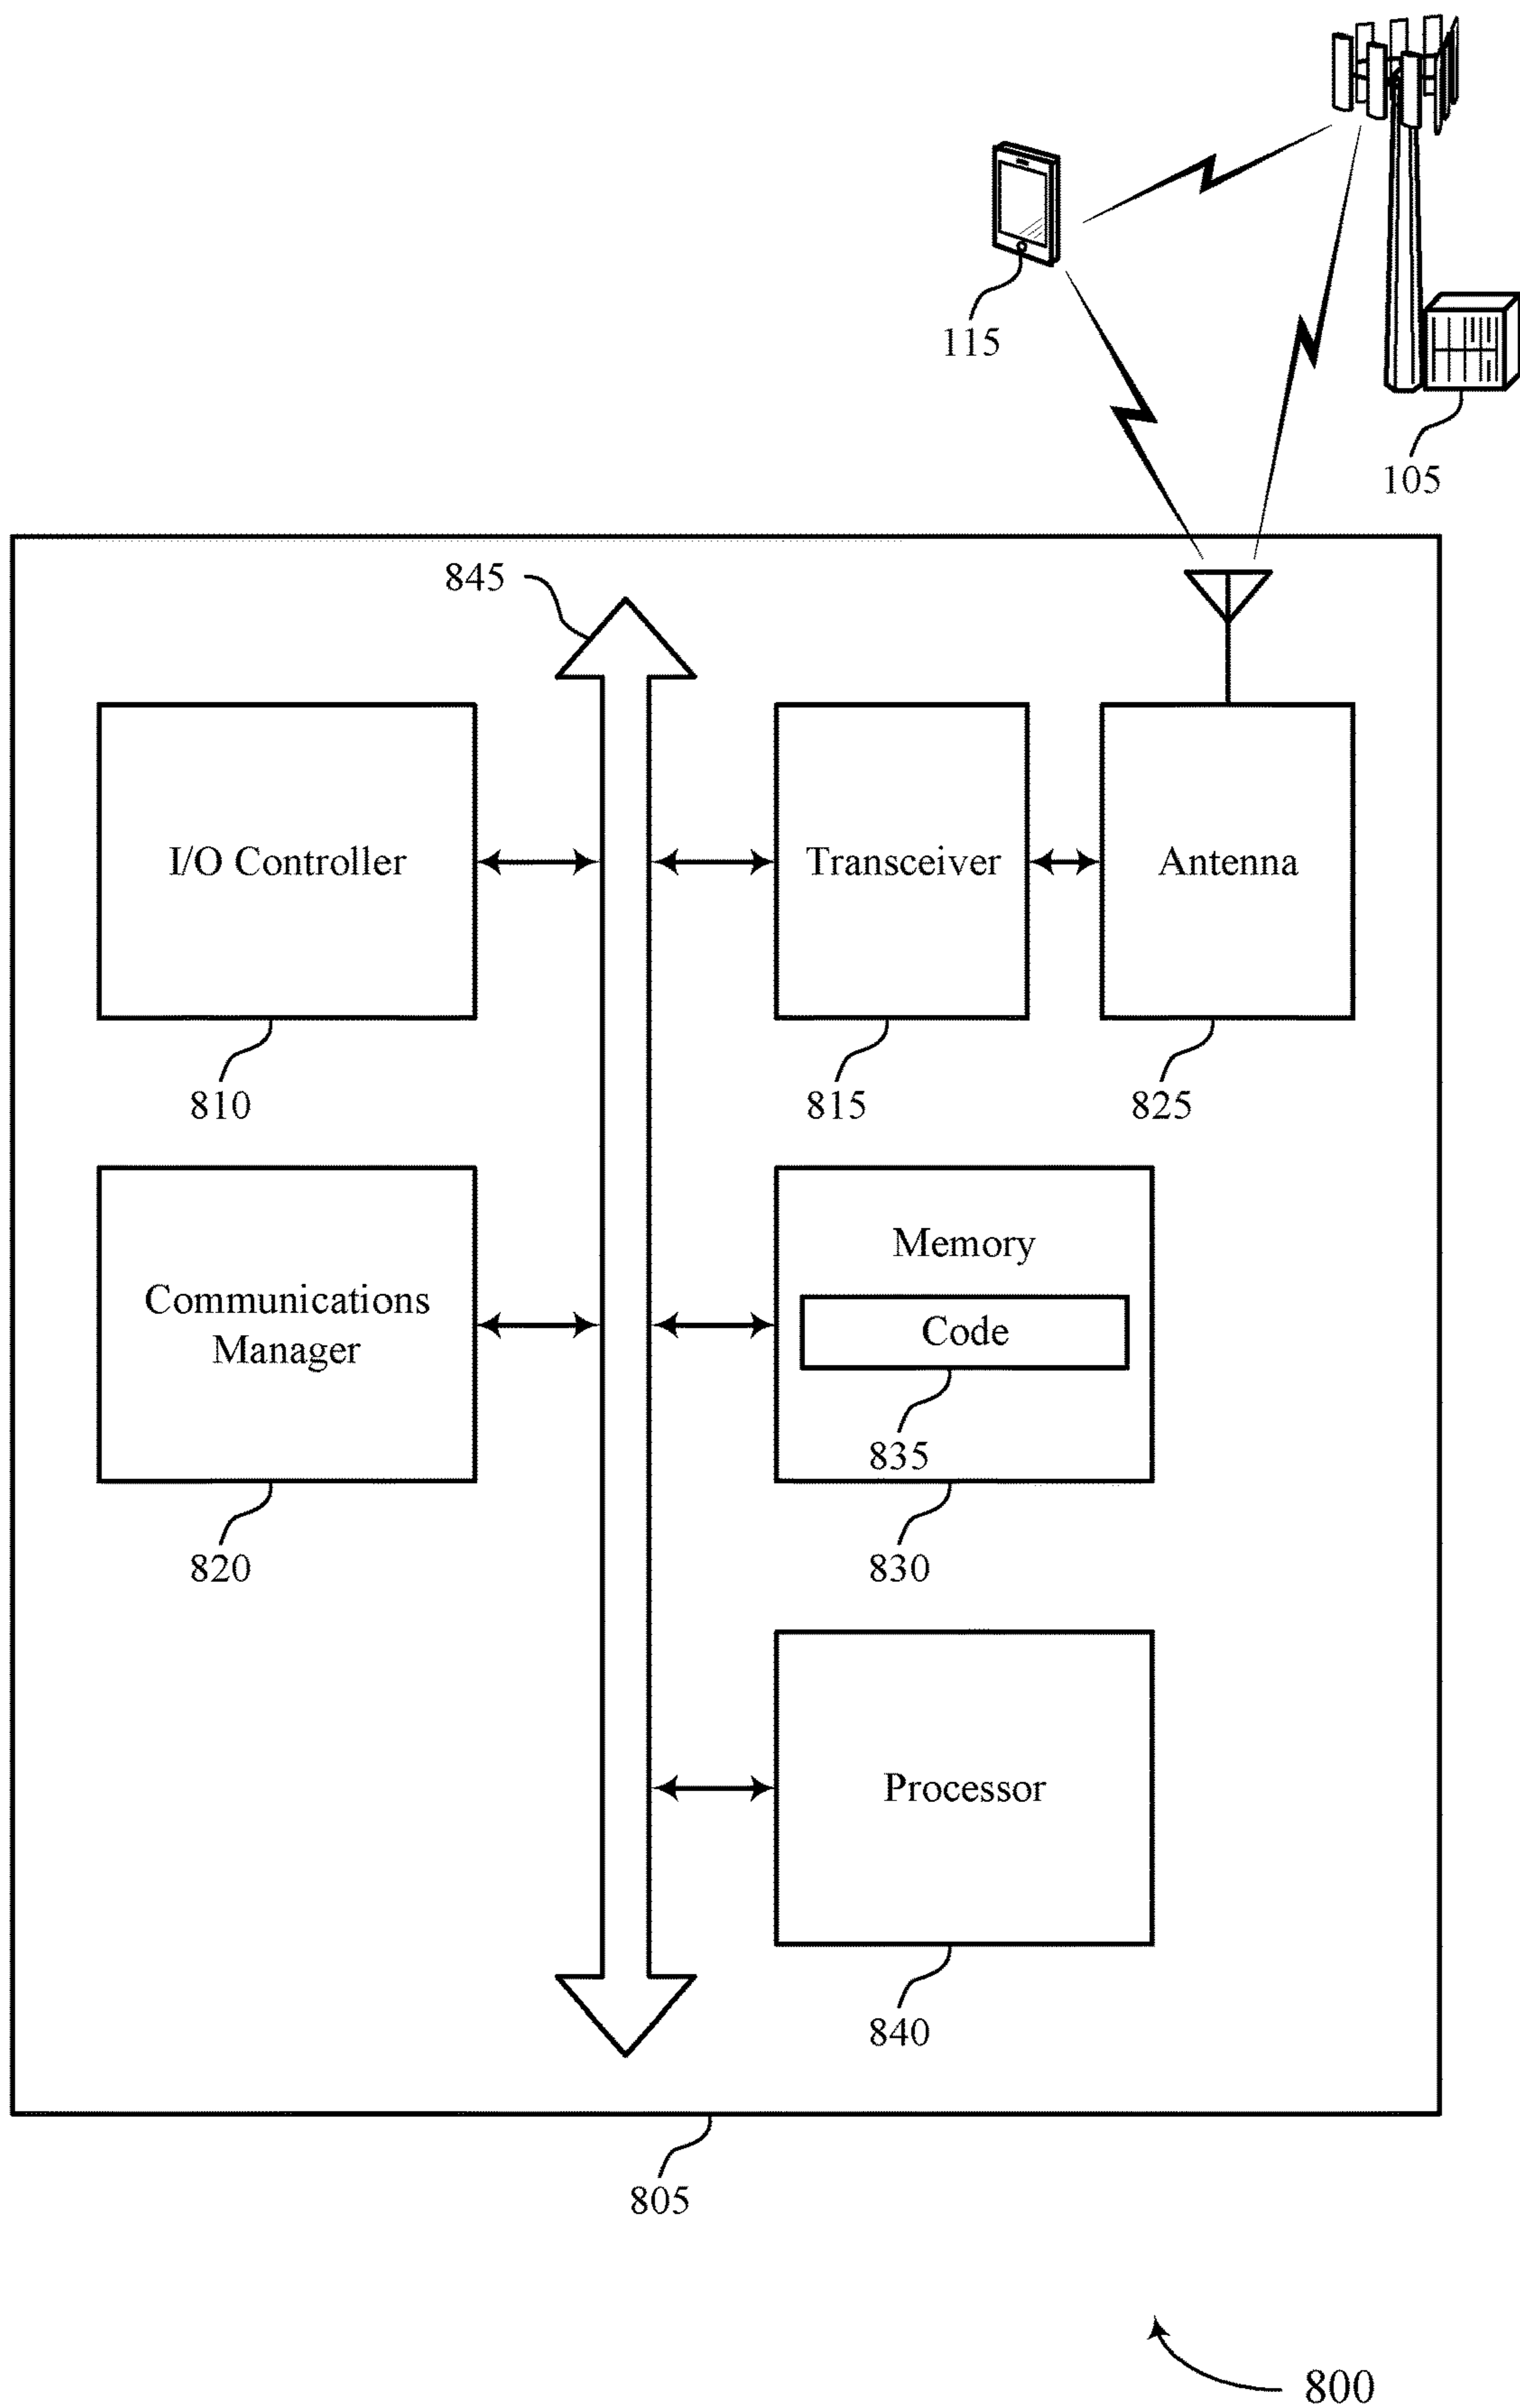 115
105
845
I/O Controller
Transceiver
Antenna
810
815
825
Communications
Manager
Memory
Code
835
820
830
Processor
840
805
800